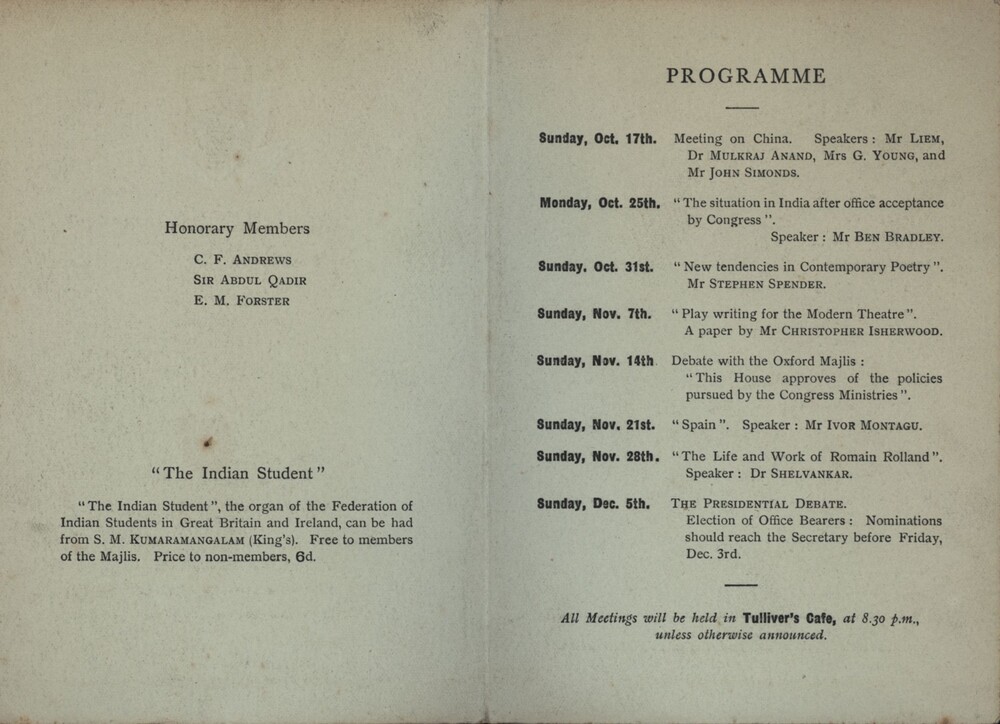 Honorary Members
C. F. ANDREWS
SIR ABDUL QADIR
E. M. FORSTER
"The Indian Student"
"The Indian Student", the organ of the Federation of
Indian Students in Great Britain and Ireland, can be had
from S. M. KUMARAMANGALAM (King's). Free to members
of the Majlis. Price to non-members, 6d.
PROGRAMME
Sunday, Oct. 17th. Meeting on China. Speakers: Mr LIEM,
Dr MULKRAJ ANAND, Mrs G. YOUNG, and
Mr JOHN SIMONDS.
Monday, Oct. 25th. "The situation in India after office acceptance
by Congress".
Speaker: Mr BEN BRADLEY.
Sunday, Oct. 31st. "New tendencies in Contemporary Poetry".
Mr STEPHEN SPENDER.
Sunday, Nov. 7th. "Play writing for the Modern Theatre".
A paper by Mr CHRISTOPHER ISHERWOOD.
Sunday, Nov. 14th. Debate with the Oxford Majlis:
"This House approves of the policies
pursued by the Congress Ministries".
Sunday, Nov. 21st. "Spain". Speaker: Mr IVOR MONTAGU.
Sunday, Nov. 28th. "The Life and Work of Romain Rolland".
Speaker: Dr SHELVANKAR.
Sunday, Dec. 5th. THE PRESIDENTIAL DEBATE.
Election of Office Bearers: Nominations
should reach the Secretary before Friday,
Dec. 3rd.
All Meetings will be held in Tulliver's Cafe, at 8.30 p.m.,
unless otherwise announced.